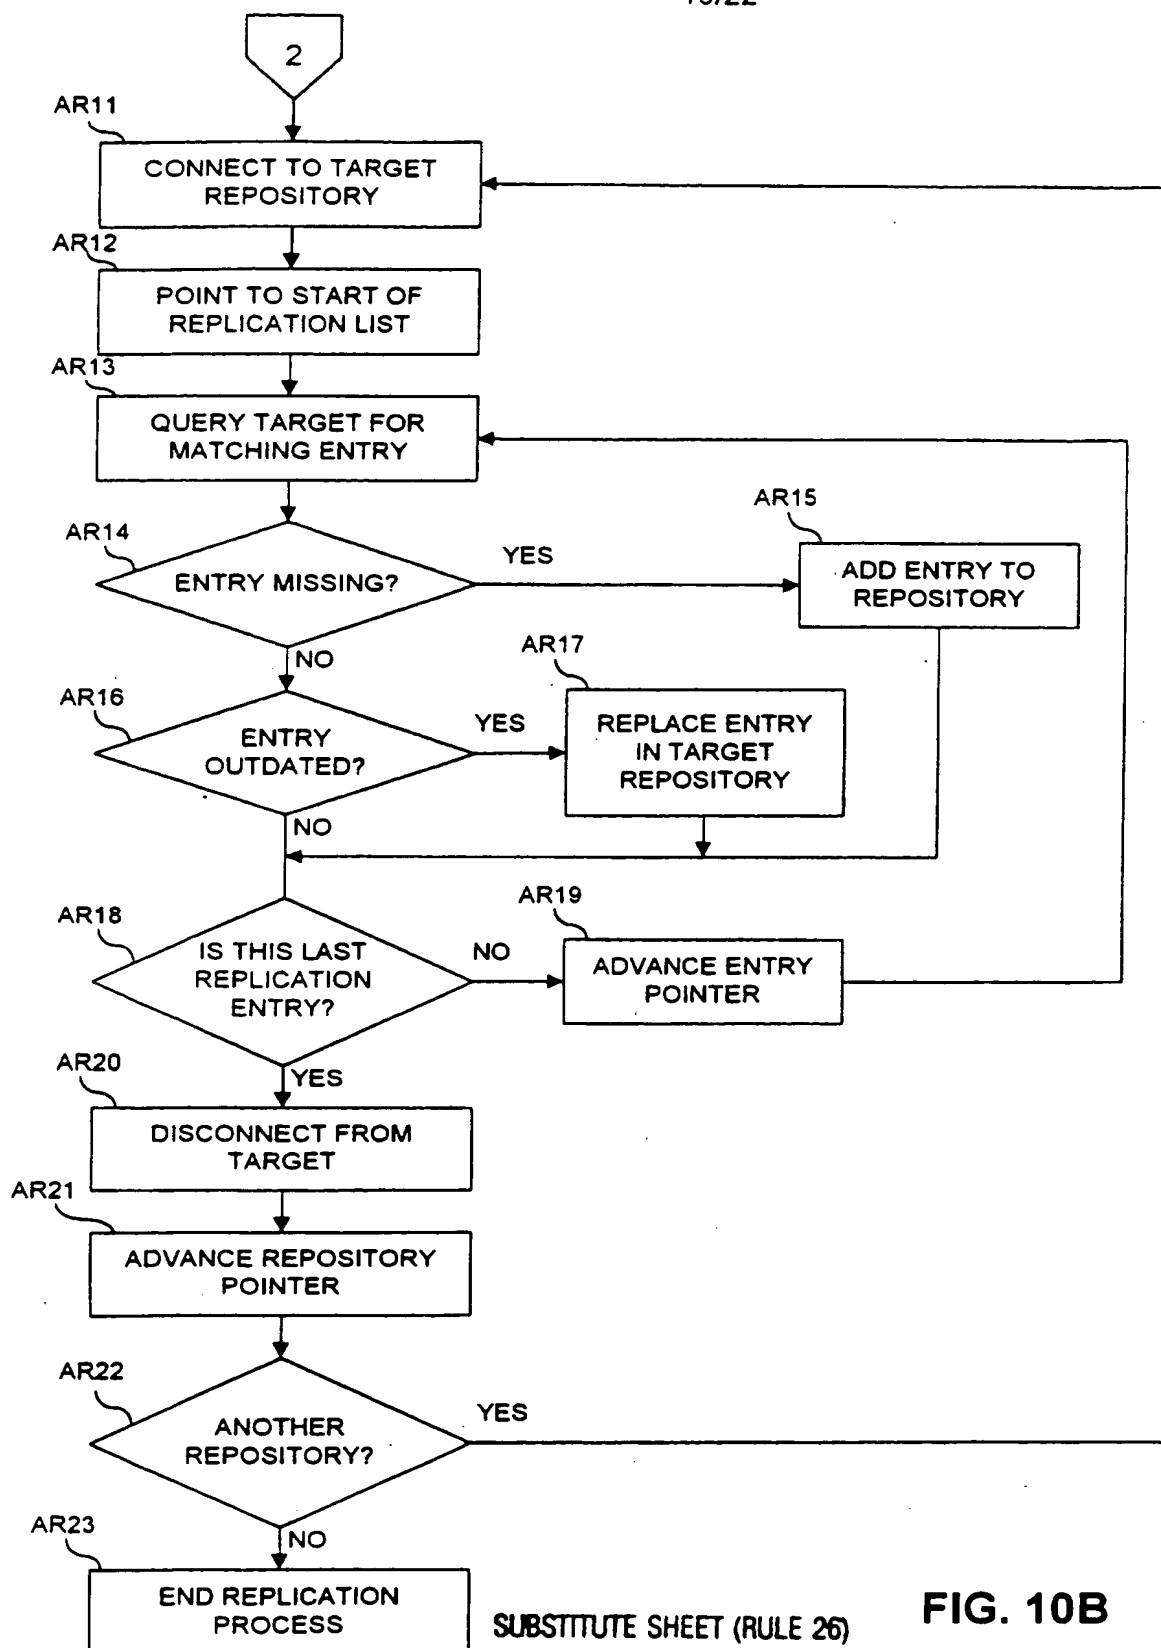 2
AR11
CONNECT TO TARGET
REPOSITORY
AR12
POINT TO START OF
REPLICATION LIST
AR13
QUERY TARGET FOR
MATCHING ENTRY
AR14
ENTRY MISSING?
YES
AR15
ADD ENTRY TO
REPOSITORY
NO
AR16
ENTRY
OUTDATED?
YES
AR17
REPLACE ENTRY
IN TARGET
REPOSITORY
NO
AR18
IS THIS LAST
REPLICATION
ENTRY?
NO
AR19
ADVANCE ENTRY
POINTER
YES
AR20
DISCONNECT FROM
TARGET
AR21
ADVANCE REPOSITORY
POINTER
AR22
ANOTHER
REPOSITORY?
YES
NO
AR23
END REPLICATION
PROCESS
SUBSTITUTE SHEET (RULE 26)
FIG. 10B